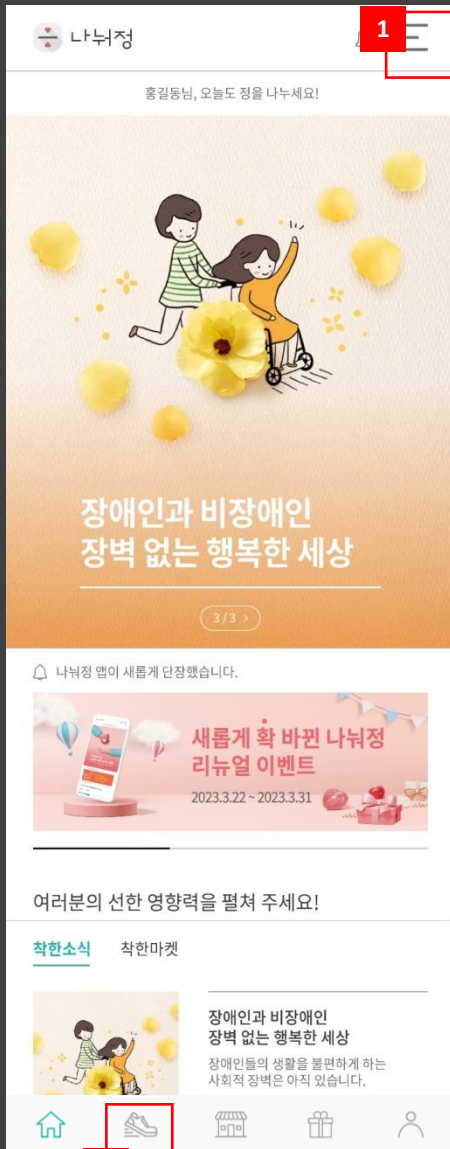 나눠정
1
홍길동님, 오늘도 정을 나누세요!
장애인과 비장애인
장벽 없는 행복한 세상
3/3 >
나눠정 앱이 새롭게 단장했습니다.
새롭게 확 바뀐 나눠정
리뉴얼 이벤트
2023.3.22 ~ 2023.3.31
여러분의 선한 영향력을 펼쳐 주세요!
착한소식 착한마켓
장애인과 비장애인
장벽 없는 행복한 세상
장애인들의 생활을 불편하게 하는
사회적 장벽은 아직 있습니다.